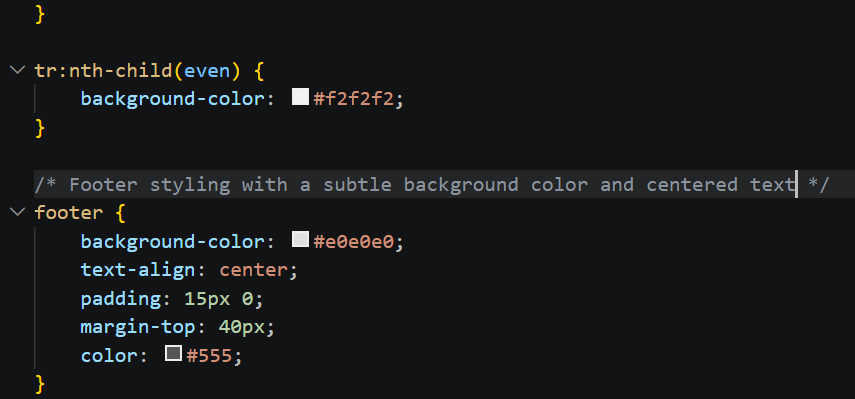 }
tr:nth-child(even) {
background-color: #f2f2f2;
}
/* Footer styling with a subtle background color and centered text */
footer {
background-color: #e0e0e0;
text-align: center;
padding: 15px 0;
margin-top: 40px;
color: #555;
}